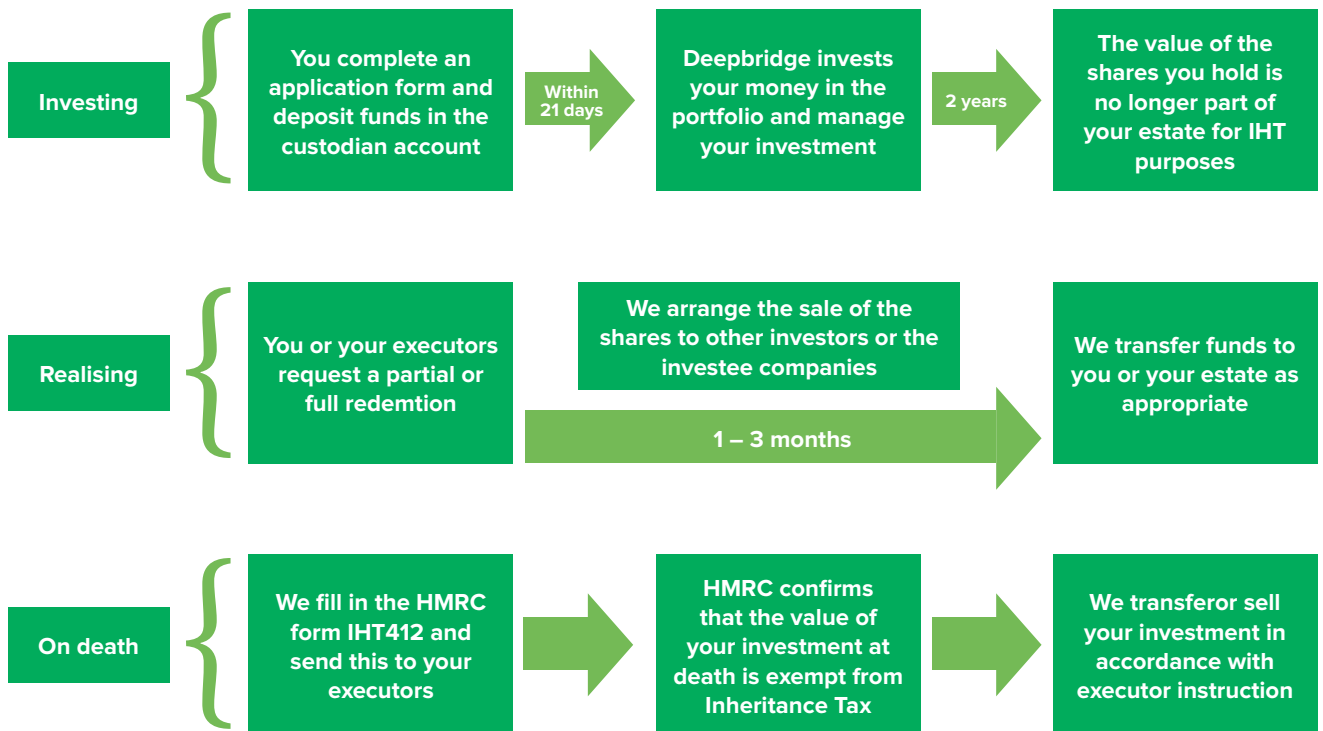 Investing
You complete an
application form and
deposit funds in the
custodian account
Within
21 days
Deepbridge invests
your money in the
portfolio and manage
your investment
2 years
The value of the
shares you hold is
no longer part of
your estate for IHT
purposes
Realising
You or your executors
request a partial or
full redemtion
We arrange the sale of the
shares to other investors or the
investee companies
1 – 3 months
We transfer funds to
you or your estate as
appropriate
On death
We fill in the HMRC
form IHT412 and
send this to your
executors
HMRC confirms
that the value of
your investment at
death is exempt from
Inheritance Tax
We transferor sell
your investment in
accordance with
executor instruction